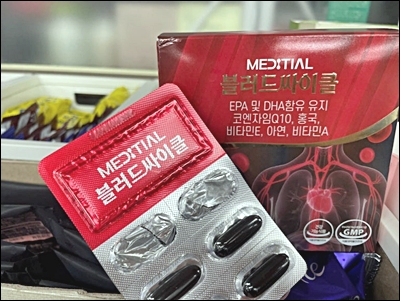 MEDITIAL
블러드싸이클
EPA 및 DHA함유 유지
코엔자임Q10, 홍국,
비타민E, 아연, 비타민A
GMP
MEDITIAL
블러드싸이클